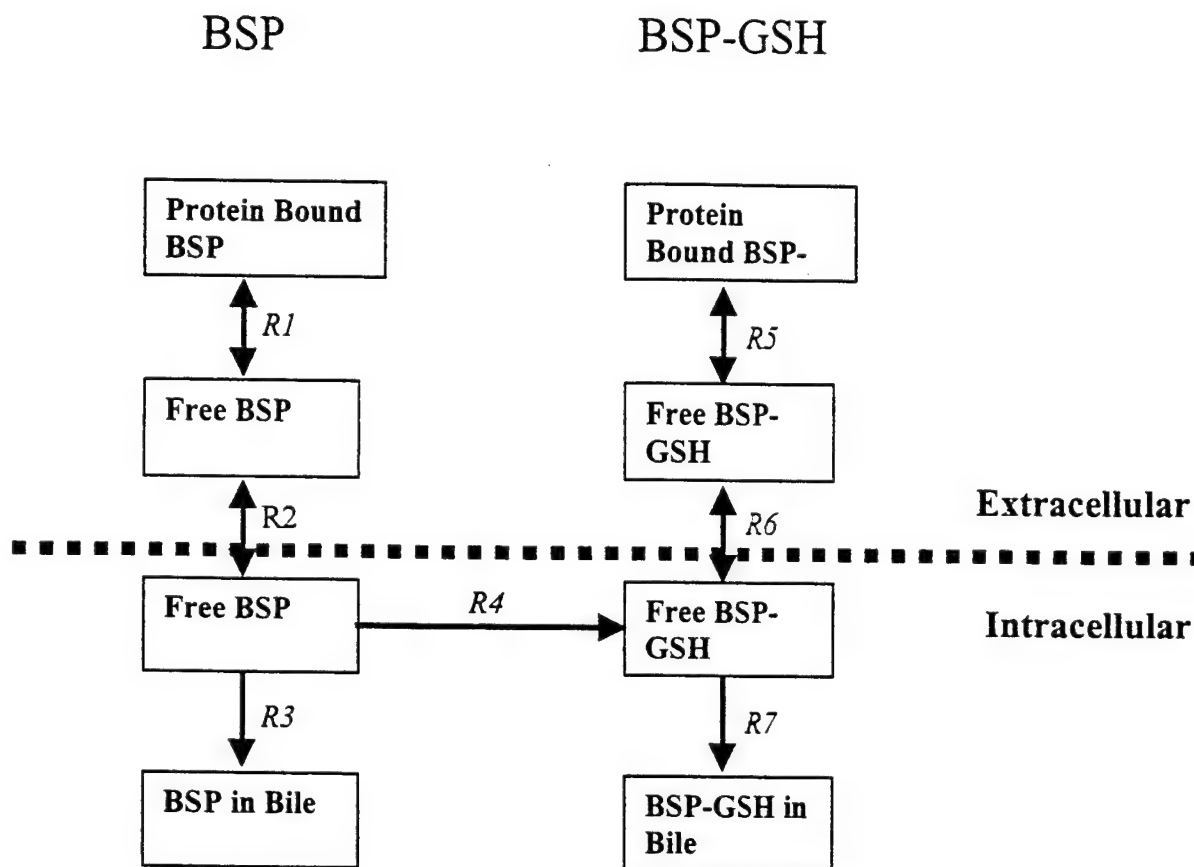 BSP
BSP-GSH
Protein Bound
BSP
Protein
Bound BSP-
R1
R5
Free BSP
Free BSP-
GSH
R2
R6
Extracellular
Free BSP
R4
Free BSP-
GSH
Intracellular
R3
R7
BSP in Bile
BSP-GSH in
Bile